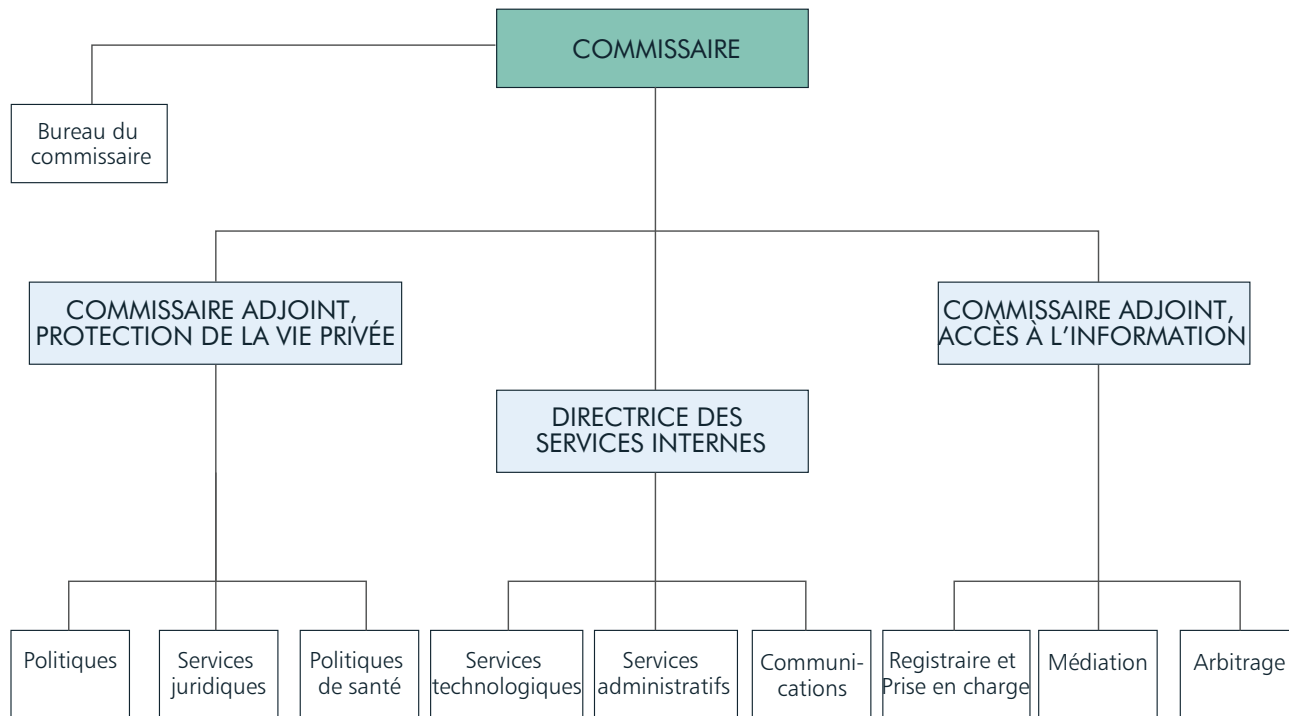 COMMISSAIRE
Bureau du
commissaire
COMMISSAIRE ADJOINT,
PROTECTION DE LA VIE PRIVÉE
COMMISSAIRE ADJOINT,
ACCÈS À L’INFORMATION
DIRECTRICE DES
SERVICES INTERNES
Politiques
Services
juridiques
Politiques
de santé
Services
technologiques
Services
administratifs
Communi-
cations
Registraire et
Prise en charge
Médiation
Arbitrage